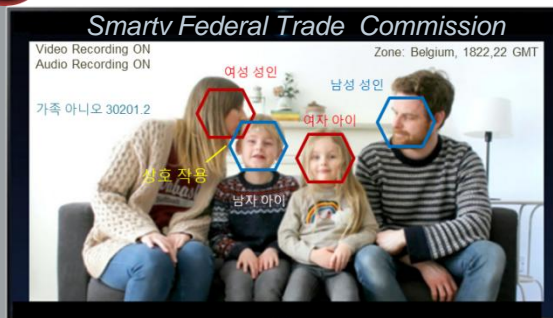 Smartv Federal Trade Commission
Video Recording ON
Audio Recording ON
Zone: Belgium, 1822,22 GMT
여성 성인
남성 성인
가족 아니오 30201.2
여자 아이
상호 작용
남자 아이